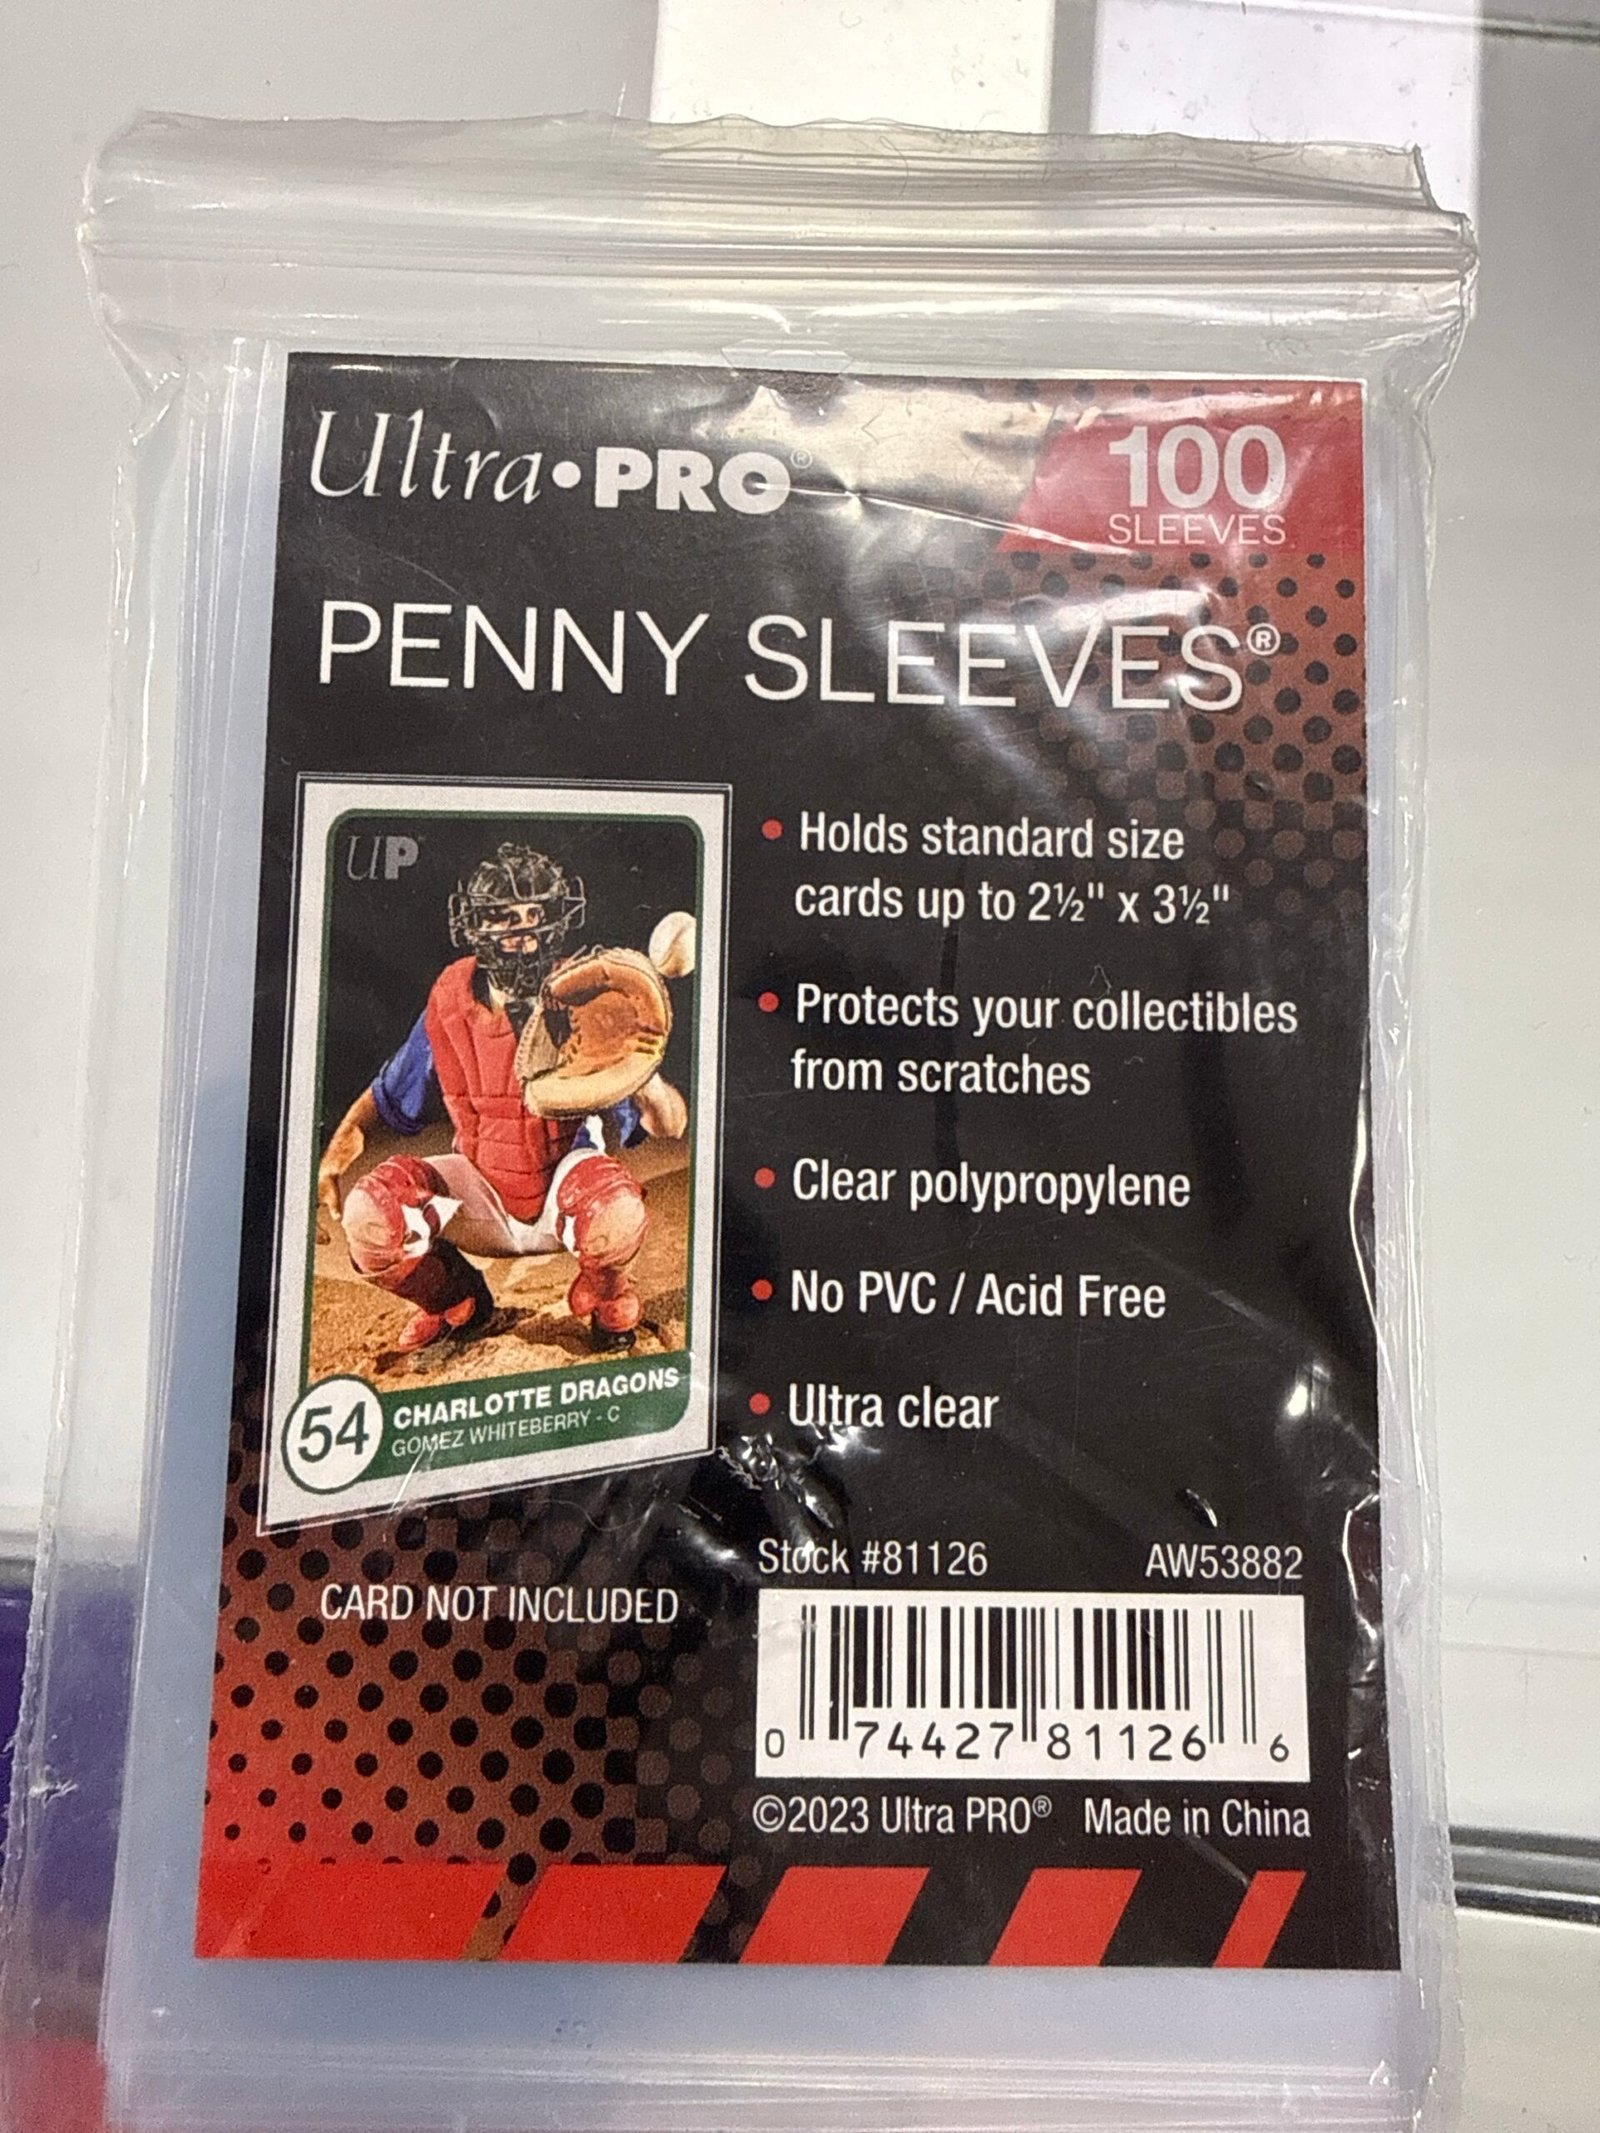 Ultra•PRO®
100
SLEEVES
PENNY SLEEVES®
• Holds standard size
cards up to 2½" x 3½"
• Protects your collectibles
from scratches
• Clear polypropylene
• No PVC / Acid Free
• Ultra clear
UP
54
CHARLOTTE DRAGONS
GOMEZ WHITEBERRY - C
CARD NOT INCLUDED
Stock #81126 AW53882
0 74427 81126 6
©2023 Ultra PRO® Made in China